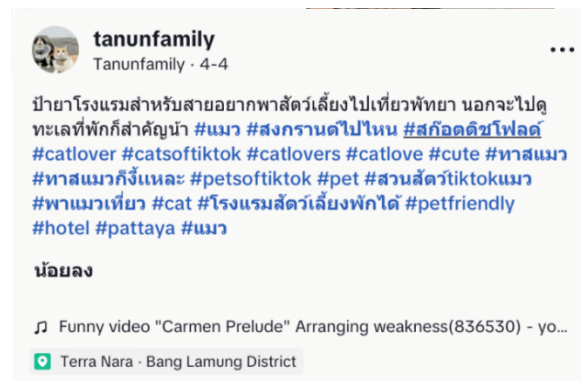 tanunfamily
Tanunfamily · 4-4
ป้ายาโรงแรมสำหรับสายอยากพาสัตว์เลี้ยงไปเที่ยวพัทยา นอกจะไปดู
ทะเลที่พักก็สำคัญน้า #แมว #สงกรานต์ไปไหน #สก๊อตติชโฟลด์
#catlover #catsoftiktok #catlovers #catlove #cute #ทาสแมว
#ทาสแมวก็งี้แหละ #petsoftiktok #pet #สวนสัตว์tiktokแมว
#พาแมวเที่ยว #cat #โรงแรมสัตว์เลี้ยงพักได้ #petfriendly
#hotel #pattaya #แมว
น้อยลง
Funny video "Carmen Prelude" Arranging weakness(836530) - yo...
Terra Nara · Bang Lamung District